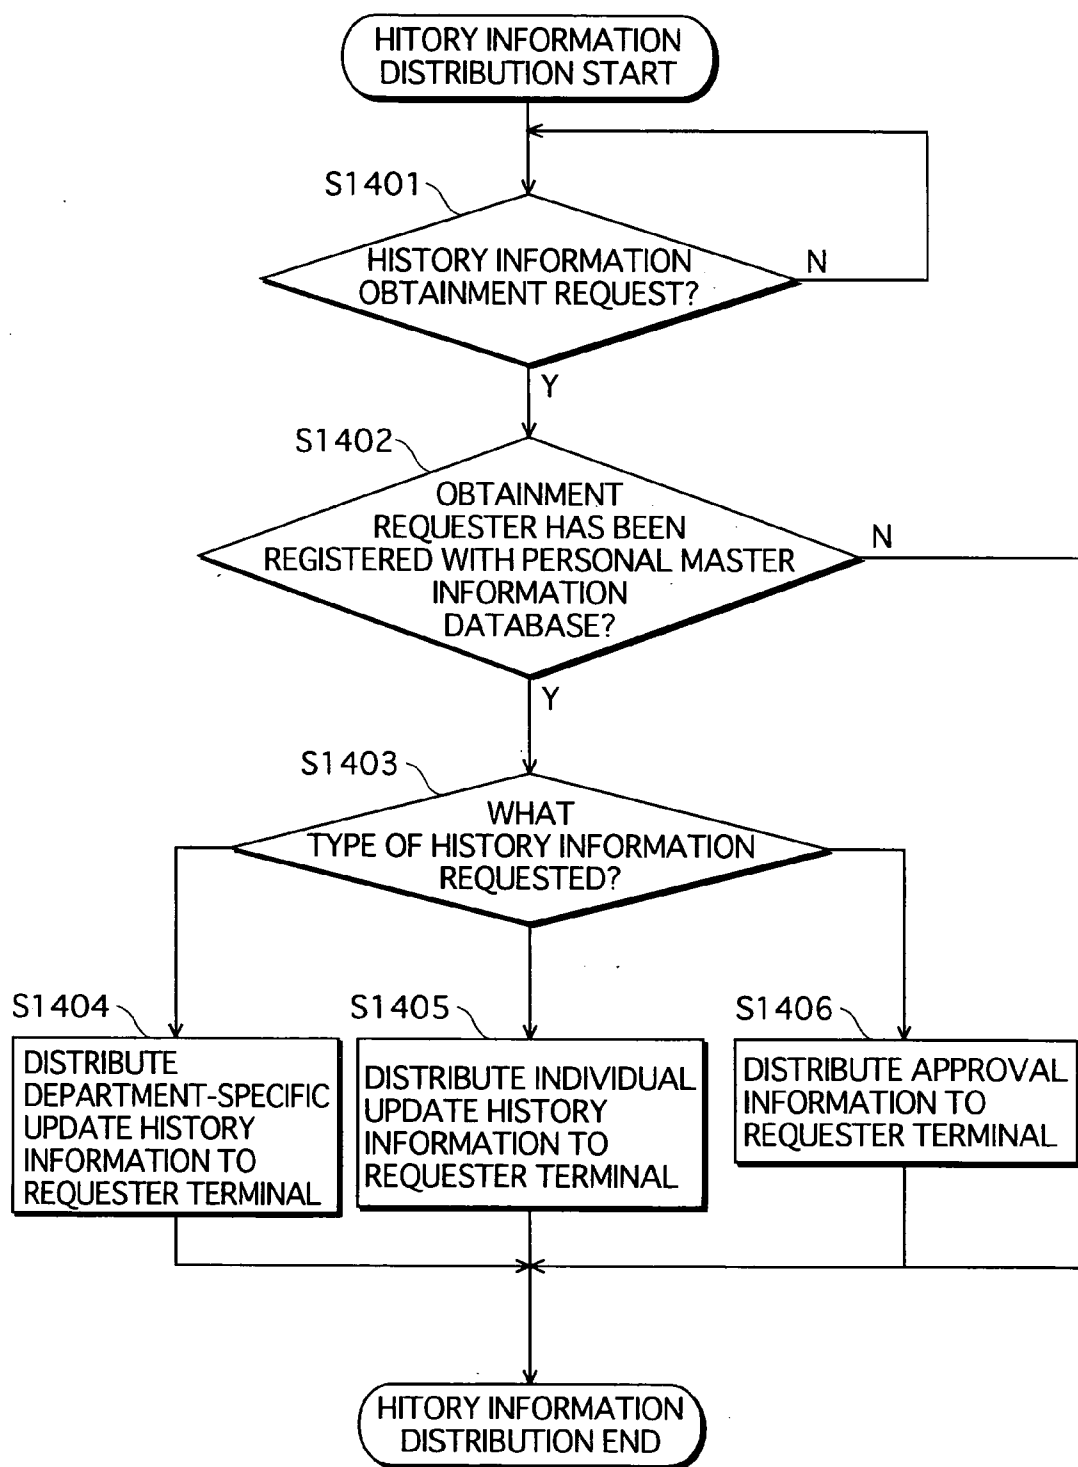 HITORY INFORMATION
DISTRIBUTION START
S1401
HISTORY INFORMATION
OBTAINMENT REQUEST?
N
Y
S1402
OBTAINMENT
REQUESTER HAS BEEN
REGISTERED WITH PERSONAL MASTER
INFORMATION
DATABASE?
N
Y
S1403
WHAT
TYPE OF HISTORY INFORMATION
REQUESTED?
S1404
DISTRIBUTE
DEPARTMENT-SPECIFIC
UPDATE HISTORY
INFORMATION TO
REQUESTER TERMINAL
S1405
DISTRIBUTE INDIVIDUAL
UPDATE HISTORY
INFORMATION TO
REQUESTER TERMINAL
S1406
DISTRIBUTE APPROVAL
INFORMATION TO
REQUESTER TERMINAL
HITORY INFORMATION
DISTRIBUTION END